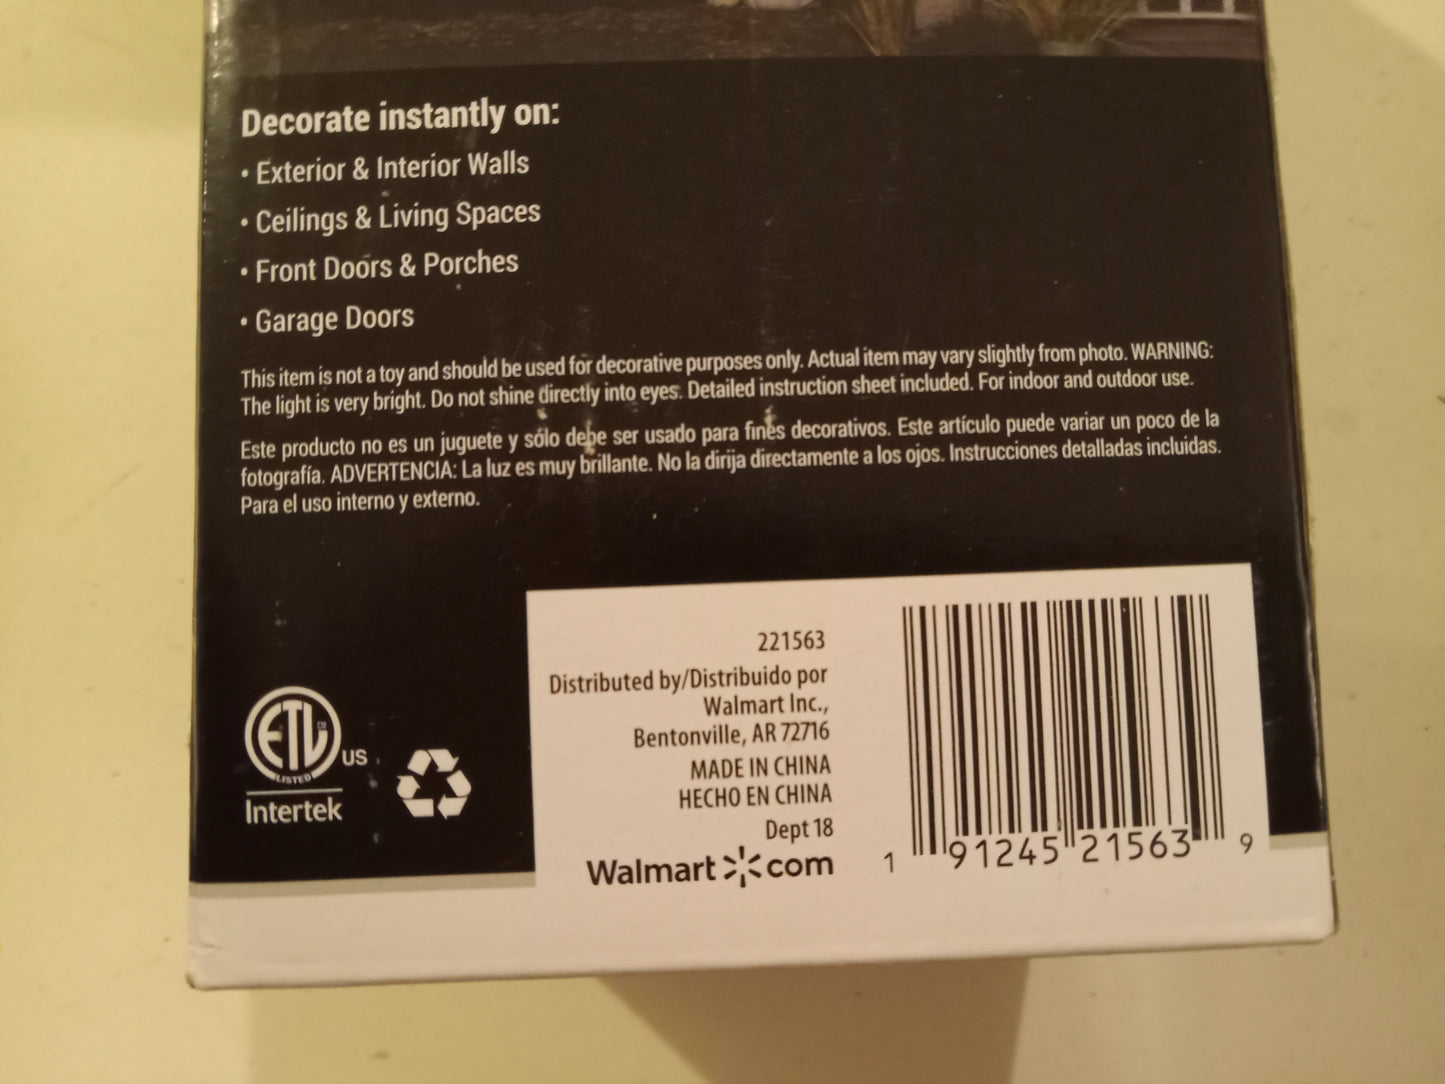 Decorate instantly on:
• Exterior & Interior Walls
• Ceilings & Living Spaces
• Front Doors & Porches
• Garage Doors
This item is not a toy and should be used for decorative purposes only. Actual item may vary slightly from photo. WARNING:
The light is very bright. Do not shine directly into eyes. Detailed instruction sheet included. For indoor and outdoor use.
Este producto no es un juguete y sólo debe ser usado para fines decorativos. Este artículo puede variar un poco de la
fotografía. ADVERTENCIA: La luz es muy brillante. No la dirija directamente a los ojos. Instrucciones detalladas incluidas.
Para el uso interno y externo.
221563
Distributed by/Distribuido por
Walmart Inc.,
Bentonville, AR 72716
MADE IN CHINA
HECHO EN CHINA
Dept 18
Walmart com
1 91245 21563 9
ETL CM
LISTED
US
Intertek